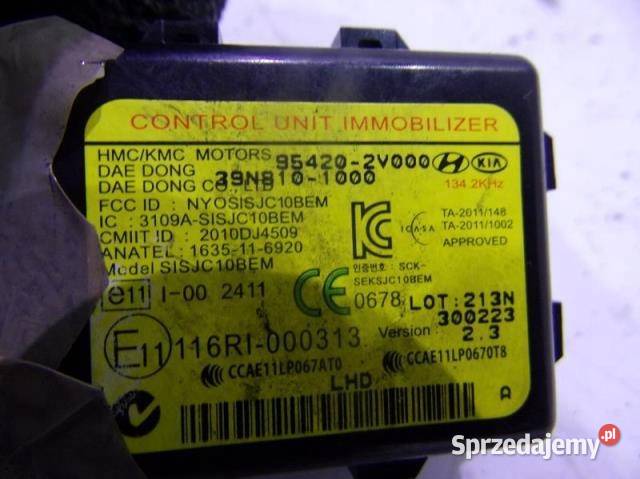 CONTROL UNIT IMMOBILIZER
HMC/KMC MOTORS 95420-2V000 KIA
DAE DONG 39N810-1000 134.2KHz
DAE DONG CO., LTD
FCC ID : NYOSISJC10BEM
IC : 3109A-SISJC10BEM
CMIIT ID : 2010DJ4509
ANATEL : 1635-11-6920
Model SISJC10BEM
ICASA
TA-2011/148
TA-2011/1002
APPROVED
인증번호 : SCK-
SEKSJC10BEM
e11 I-00 2411
CE 0678 LOT:213N
300223
E11 116RI-000313 Version : 2.3
CCAE11LP067AT0 CCAE11LP0670T8
LHD
A
Sprzedajemy.pl